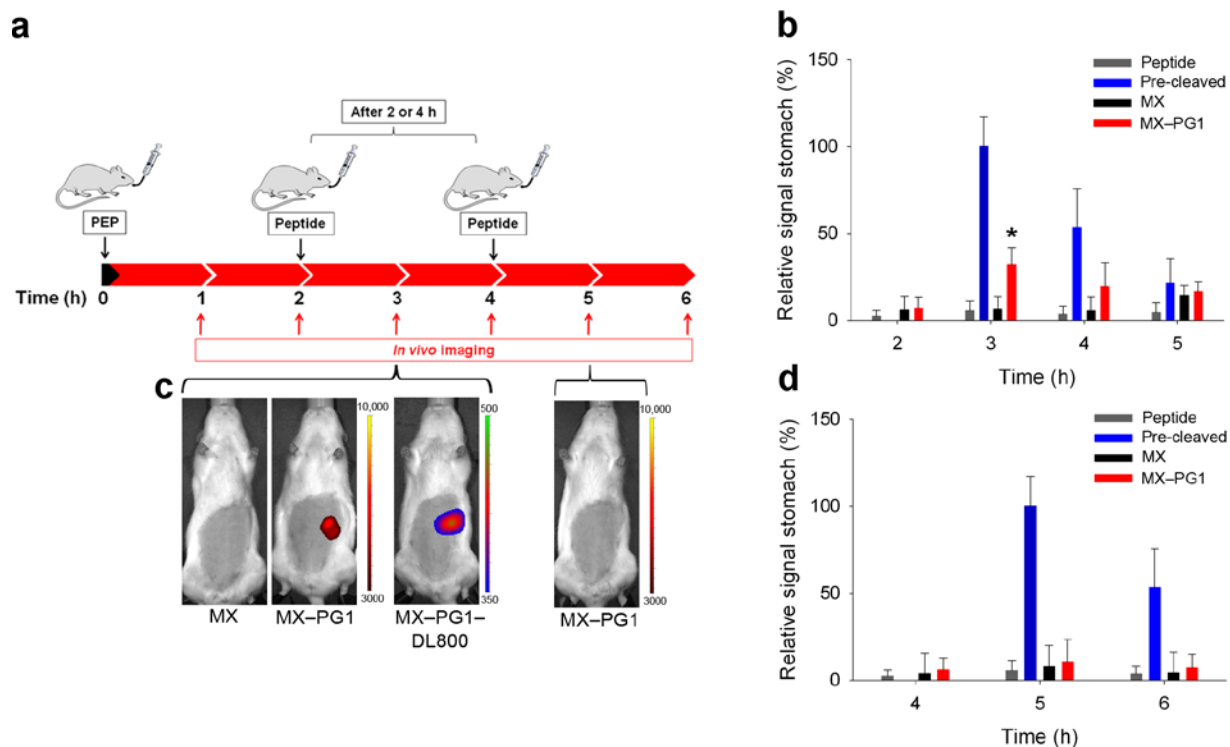 a
After 2 or 4 h
PEP
Peptide
Peptide
Time (h)
0 1 2 3 4 5 6
In vivo imaging
c
10,000
3000
500
350
10,000
3000
MX
MX–PG1
MX–PG1–
DL800
MX–PG1
b
Relative signal stomach (%)
150
100
50
0
Peptide
Pre-cleaved
MX
MX–PG1
*
2 3 4 5
Time (h)
d
Relative signal stomach (%)
150
100
50
0
Peptide
Pre-cleaved
MX
MX–PG1
4 5 6
Time (h)